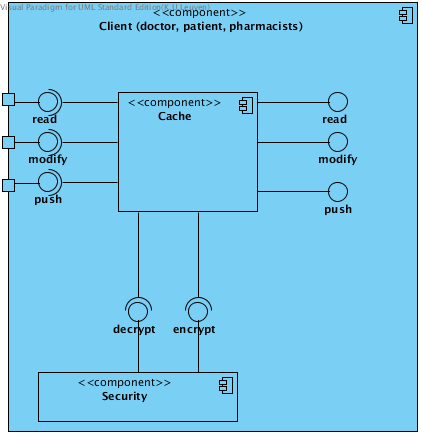 Visual Paradigm for UML Standard Edition(K.U.Leuven)
<<component>>
Client (doctor, patient, pharmacists)
<<component>>
Cache
read
modify
push
read
modify
push
decrypt
encrypt
<<component>>
Security